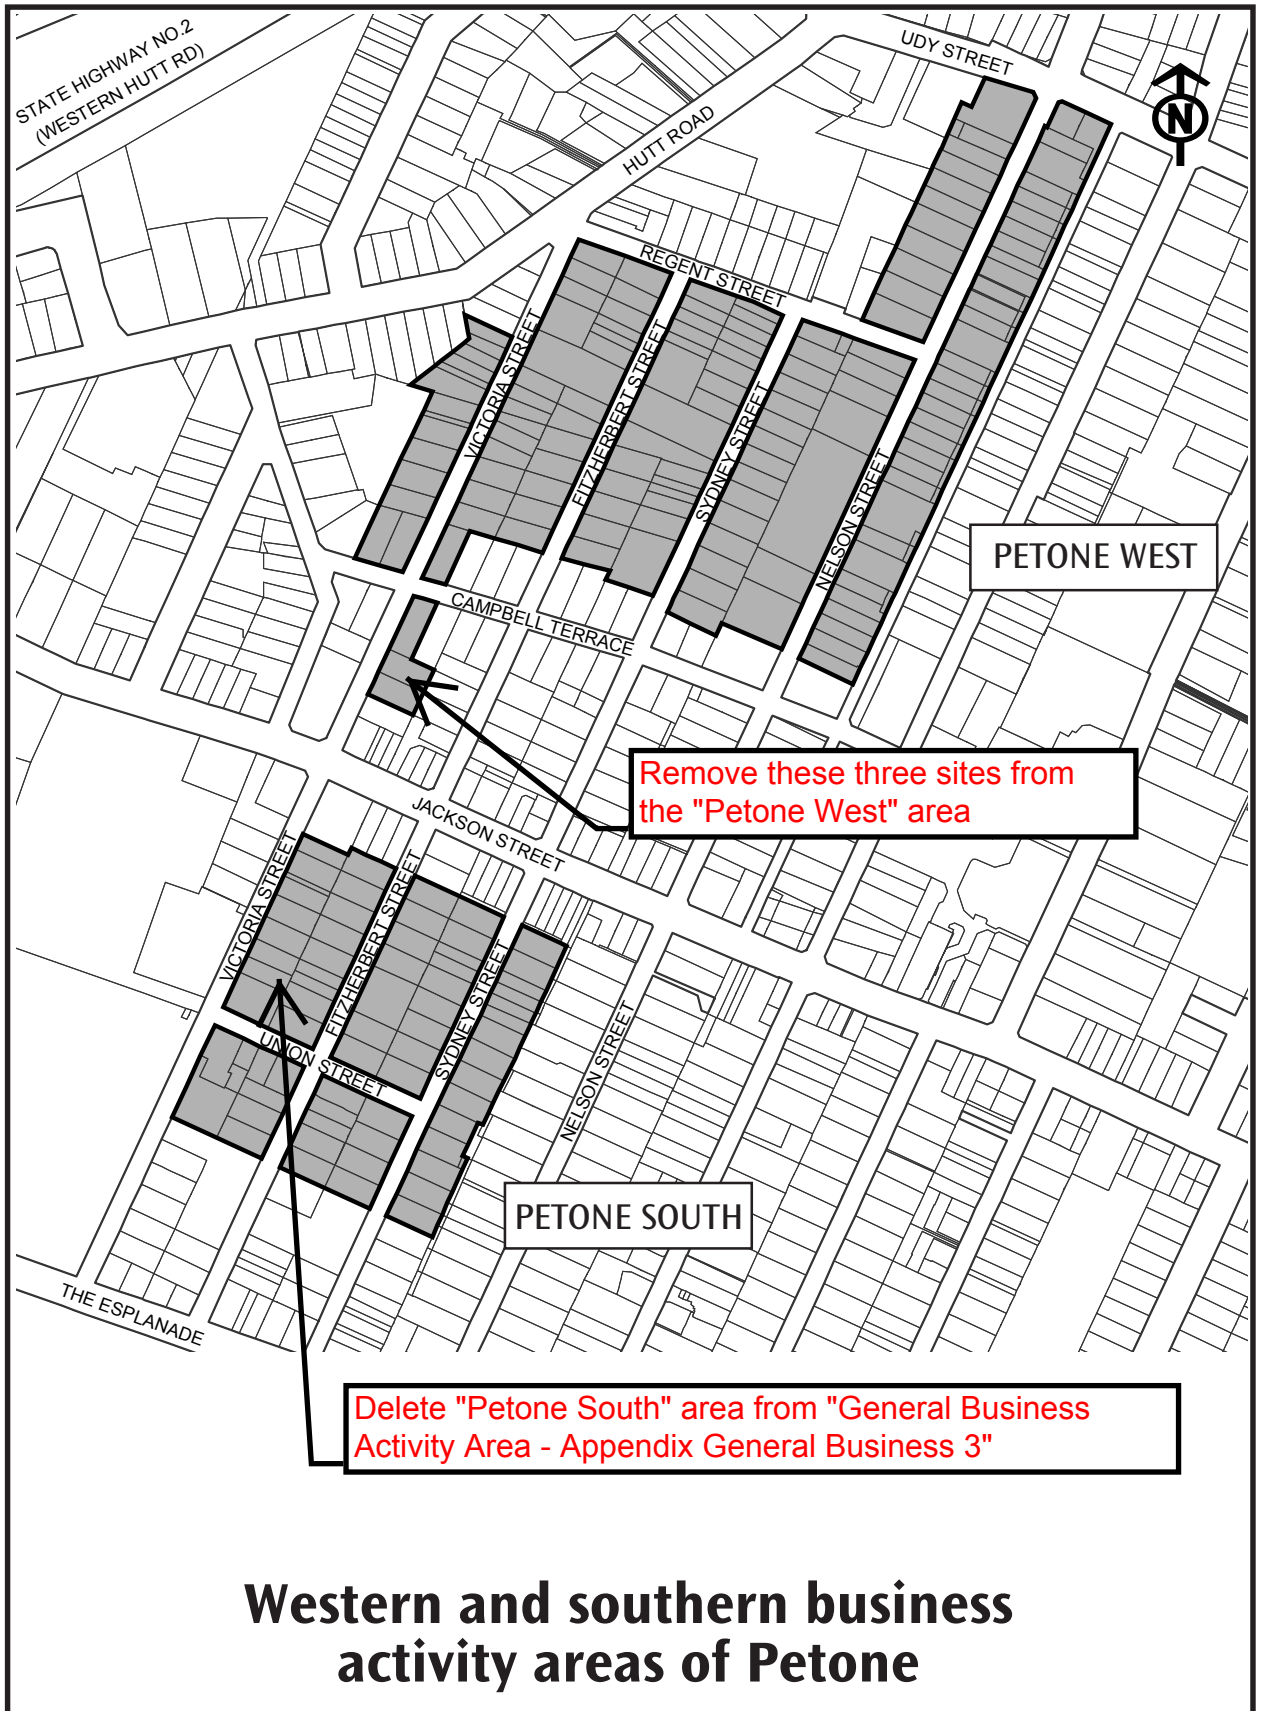 STATE HIGHWAY NO.2
(WESTERN HUTT RD)
UDY STREET
N
HUTT ROAD
REGENT STREET
VICTORIA STREET
FITZHERBERT STREET
SYDNEY STREET
NELSON STREET
PETONE WEST
CAMPBELL TERRACE
Remove these three sites from
the "Petone West" area
JACKSON STREET
VICTORIA STREET
FITZHERBERT STREET
SYDNEY STREET
NELSON STREET
UNION STREET
PETONE SOUTH
THE ESPLANADE
Delete "Petone South" area from "General Business
Activity Area - Appendix General Business 3"
Western and southern business
activity areas of Petone